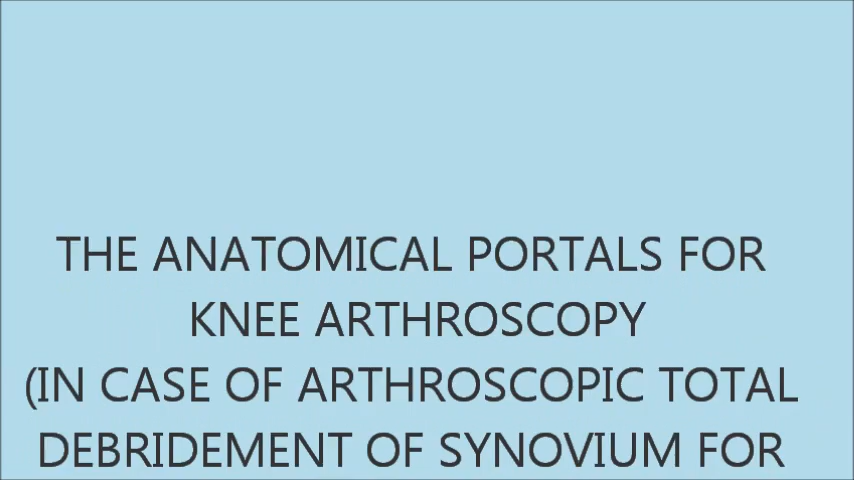 THE ANATOMICAL PORTALS FOR
KNEE ARTHROSCOPY
(IN CASE OF ARTHROSCOPIC TOTAL
DEBRIDEMENT OF SYNOVIUM FOR